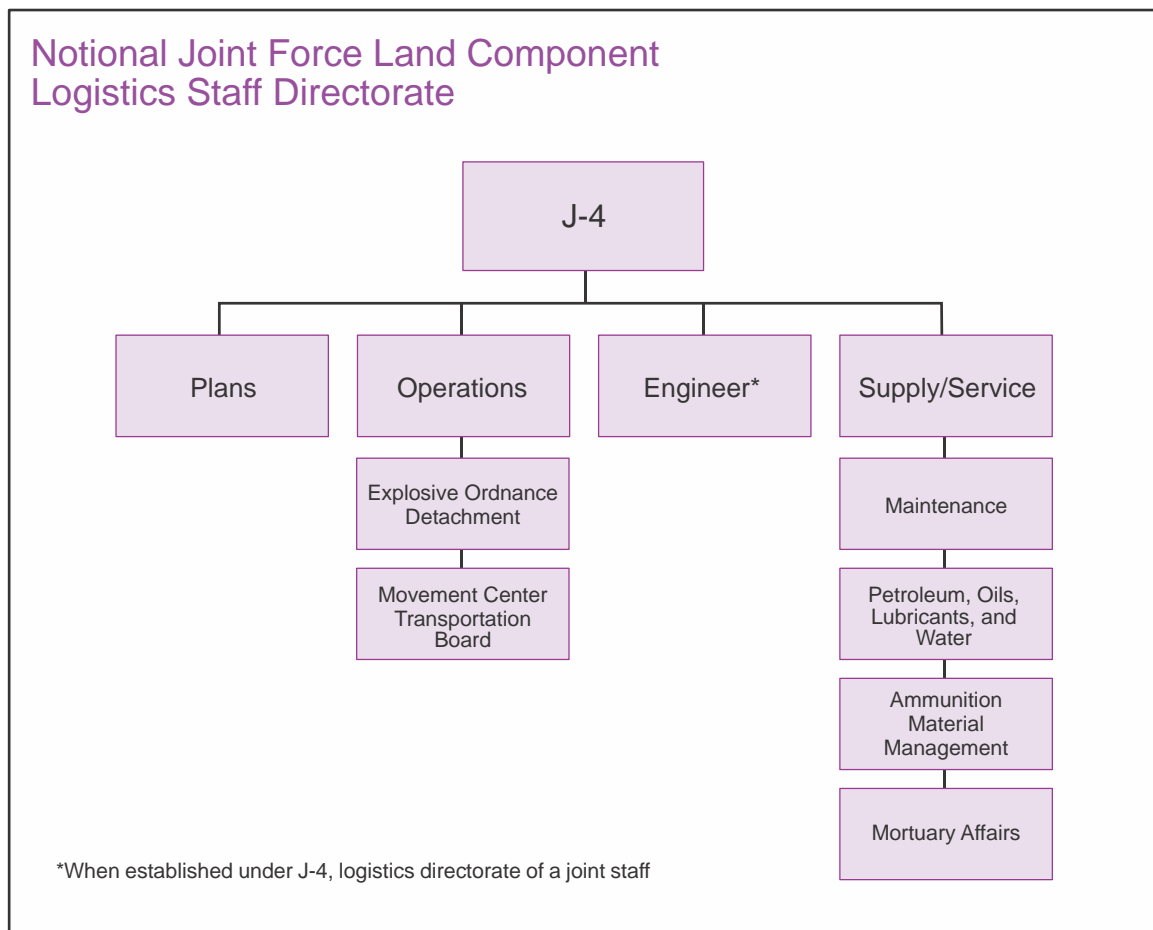 Notional Joint Force Land Component
Logistics Staff Directorate
J-4
Plans
Operations
Engineer*
Supply/Service
Explosive Ordnance
Detachment
Maintenance
Movement Center
Transportation
Board
Petroleum, Oils,
Lubricants, and
Water
Ammunition
Material
Management
Mortuary Affairs
*When established under J-4, logistics directorate of a joint staff